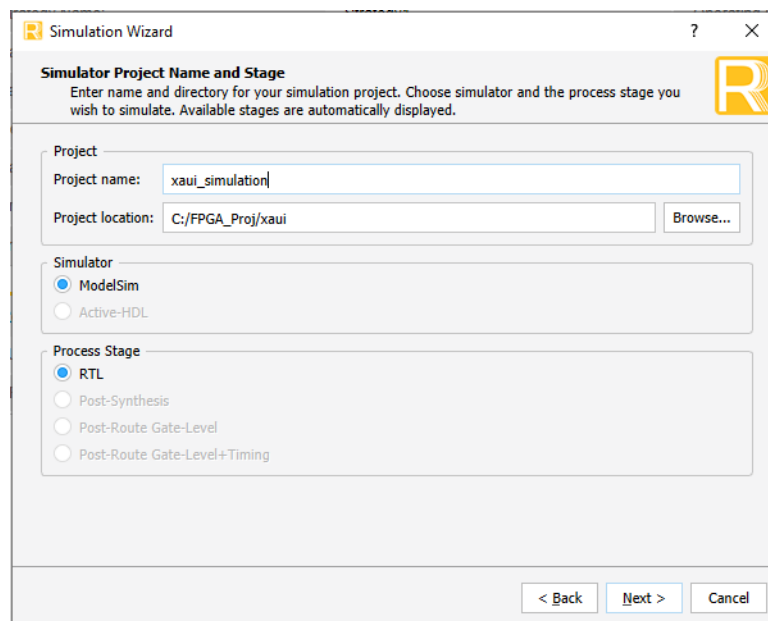 Simulation Wizard
Simulator Project Name and Stage
Enter name and directory for your simulation project. Choose simulator and the process stage you
wish to simulate. Available stages are automatically displayed.
Project
Project name: xaui_simulation
Project location: C:/FPGA_Proj/xaui Browse...
Simulator
ModelSim
Active-HDL
Process Stage
RTL
Post-Synthesis
Post-Route Gate-Level
Post-Route Gate-Level+Timing
< Back Next > Cancel